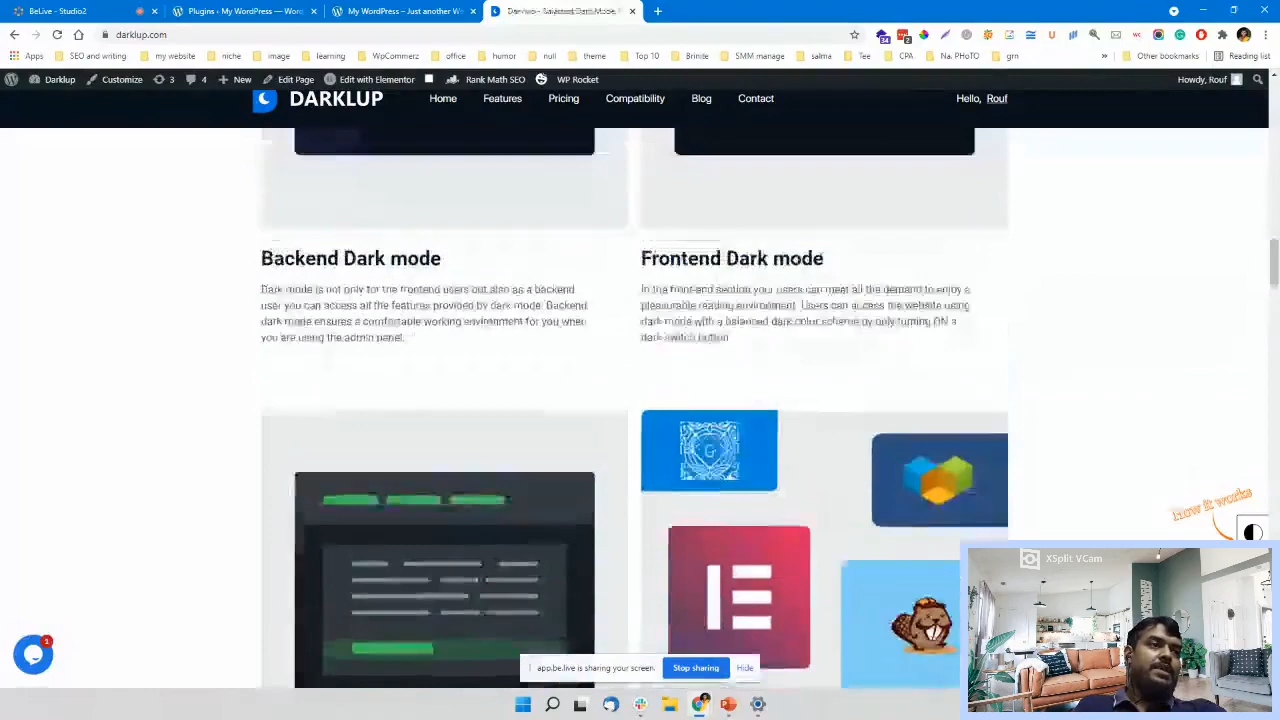 BeLive - Studio2
Plugins ‹ My WordPress — Word
My WordPress – Just another Wo
darklup.com
Apps
SEO and writing
my website
niche
image
learning
WpCommerz
office
humor
null
theme
Top 10
Brinite
SMM manage
salma
Tee
CPA
Na. PHoTO
grn
Other bookmarks
Reading list
Darklup
Customize
3
4
New
Edit Page
Edit with Elementor
Rank Math SEO
WP Rocket
Howdy, Rouf
DARKLUP
Home
Features
Pricing
Compatibility
Blog
Contact
Hello, Rouf
Backend Dark mode
Frontend Dark mode
Dark mode is not only for the frontend users but also as a backend
user you can access all the features provided by dark mode. Backend
dark mode ensures a comfortable working environment for you when
you are using the admin panel.
In the front-end section your users can meet all the demand to enjoy a
pleasurable reading environment. Users can access the website using
dark mode with a balanced dark color scheme by only turning ON a
dark switch button
G
How it works
XSplit VCam
1
app.be.live is sharing your screen.
Stop sharing
Hide